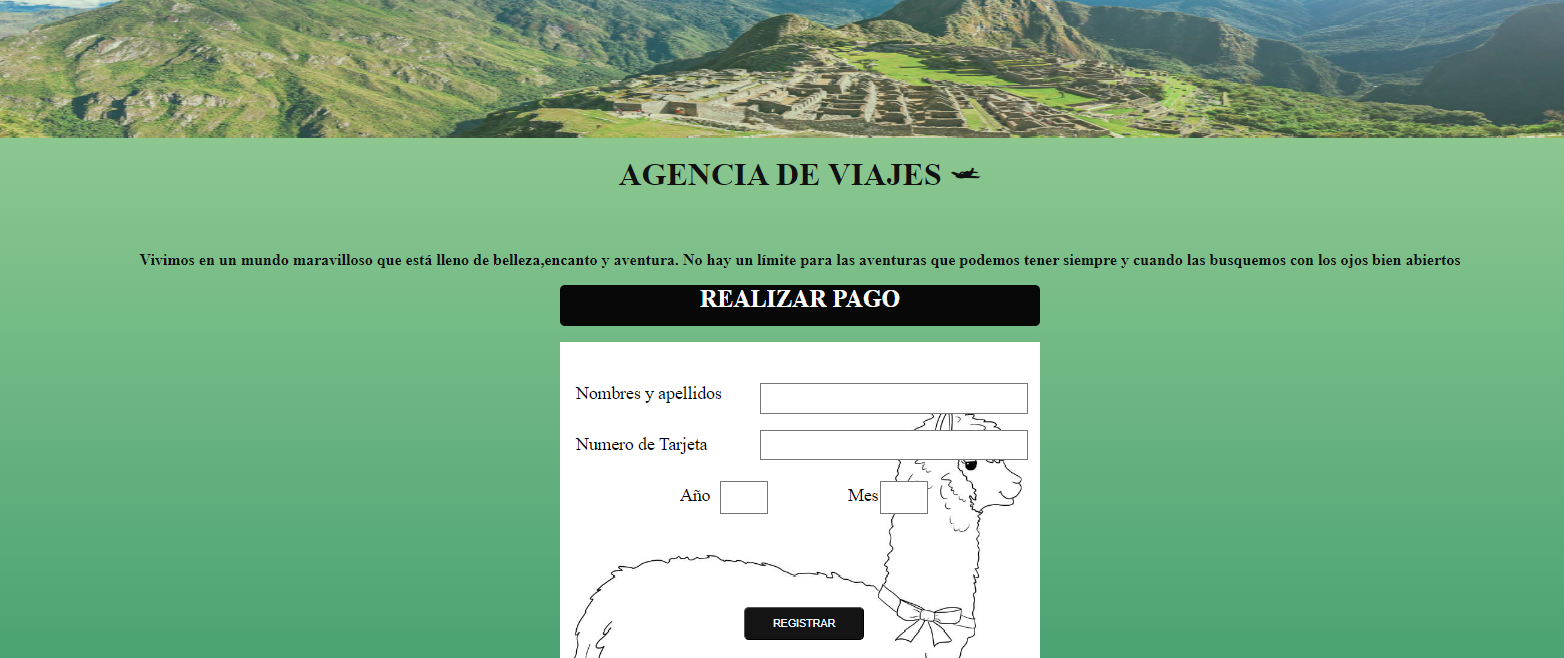 AGENCIA DE VIAJES
Vivimos en un mundo maravilloso que está lleno de belleza,encanto y aventura. No hay un límite para las aventuras que podemos tener siempre y cuando las busquemos con los ojos bien abiertos
REALIZAR PAGO
Nombres y apellidos
Numero de Tarjeta
Año Mes
REGISTRAR